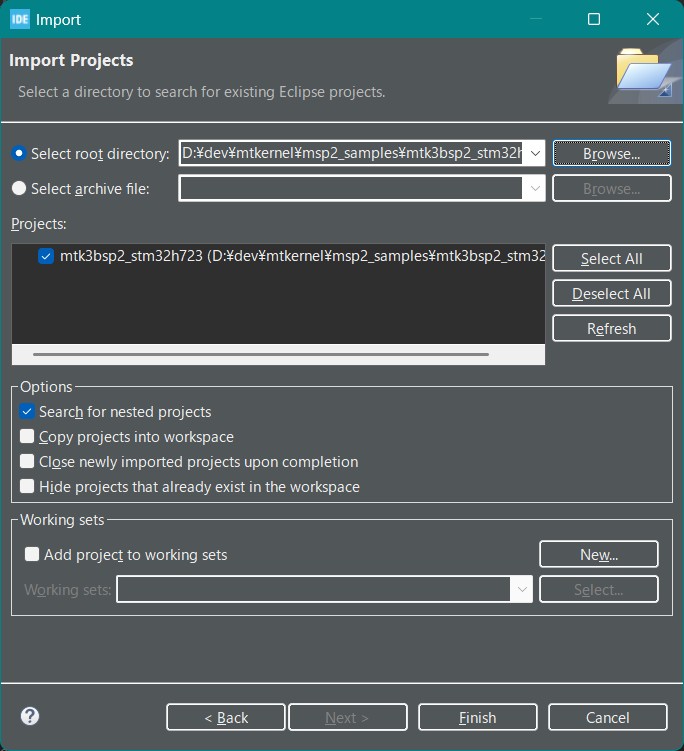 IDE Import
Import Projects
Select a directory to search for existing Eclipse projects.
Select root directory: D:¥dev¥mtkernel¥msp2_samples¥mtk3bsp2_stm32h Browse...
Select archive file: Browse...
Projects:
mtk3bsp2_stm32h723 (D:¥dev¥mtkernel¥msp2_samples¥mtk3bsp2_stm32 Select All
Deselect All
Refresh
Options
Search for nested projects
Copy projects into workspace
Close newly imported projects upon completion
Hide projects that already exist in the workspace
Working sets
Add project to working sets New...
Working sets: Select...
? < Back Next > Finish Cancel